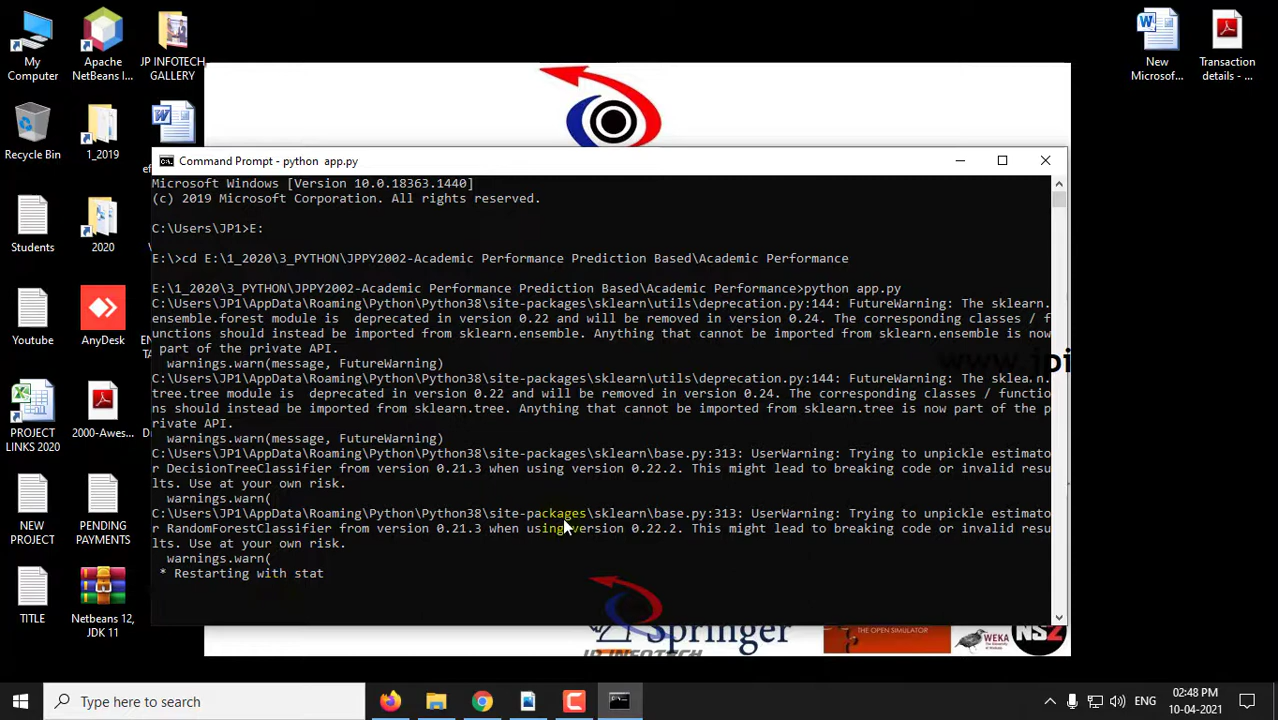 My Computer
Apache NetBeans I...
JP INFOTECH GALLERY
New Microsof...
Transaction details - ...
Recycle Bin
1_2019
Students
2020
Youtube
AnyDesk
PROJECT LINKS 2020
2000-Awes...
NEW PROJECT
PENDING PAYMENTS
TITLE
Netbeans 12, JDK 11
Command Prompt - python  app.py
Microsoft Windows [Version 10.0.18363.1440]
(c) 2019 Microsoft Corporation. All rights reserved.
C:\Users\JP1>E:
E:\>cd E:\1_2020\3_PYTHON\JPPY2002-Academic Performance Prediction Based\Academic Performance
E:\1_2020\3_PYTHON\JPPY2002-Academic Performance Prediction Based\Academic Performance>python app.py
C:\Users\JP1\AppData\Roaming\Python\Python38\site-packages\sklearn\utils\deprecation.py:144: FutureWarning: The sklearn.
ensemble.forest module is  deprecated in version 0.22 and will be removed in version 0.24. The corresponding classes / f
unctions should instead be imported from sklearn.ensemble. Anything that cannot be imported from sklearn.ensemble is now
 part of the private API.
  warnings.warn(message, FutureWarning)
C:\Users\JP1\AppData\Roaming\Python\Python38\site-packages\sklearn\utils\deprecation.py:144: FutureWarning: The sklearn.
tree.tree module is  deprecated in version 0.22 and will be removed in version 0.24. The corresponding classes / functio
ns should instead be imported from sklearn.tree. Anything that cannot be imported from sklearn.tree is now part of the p
rivate API.
  warnings.warn(message, FutureWarning)
C:\Users\JP1\AppData\Roaming\Python\Python38\site-packages\sklearn\base.py:313: UserWarning: Trying to unpickle estimato
r DecisionTreeClassifier from version 0.21.3 when using version 0.22.2. This might lead to breaking code or invalid resu
lts. Use at your own risk.
  warnings.warn(
C:\Users\JP1\AppData\Roaming\Python\Python38\site-packages\sklearn\base.py:313: UserWarning: Trying to unpickle estimato
r RandomForestClassifier from version 0.21.3 when using version 0.22.2. This might lead to breaking code or invalid resu
lts. Use at your own risk.
  warnings.warn(
 * Restarting with stat
www.jpi
Springer
JP INFOTECH
THE OPEN SIMULATOR
WEKA
NS2
Type here to search
ENG
02:48 PM
10-04-2021